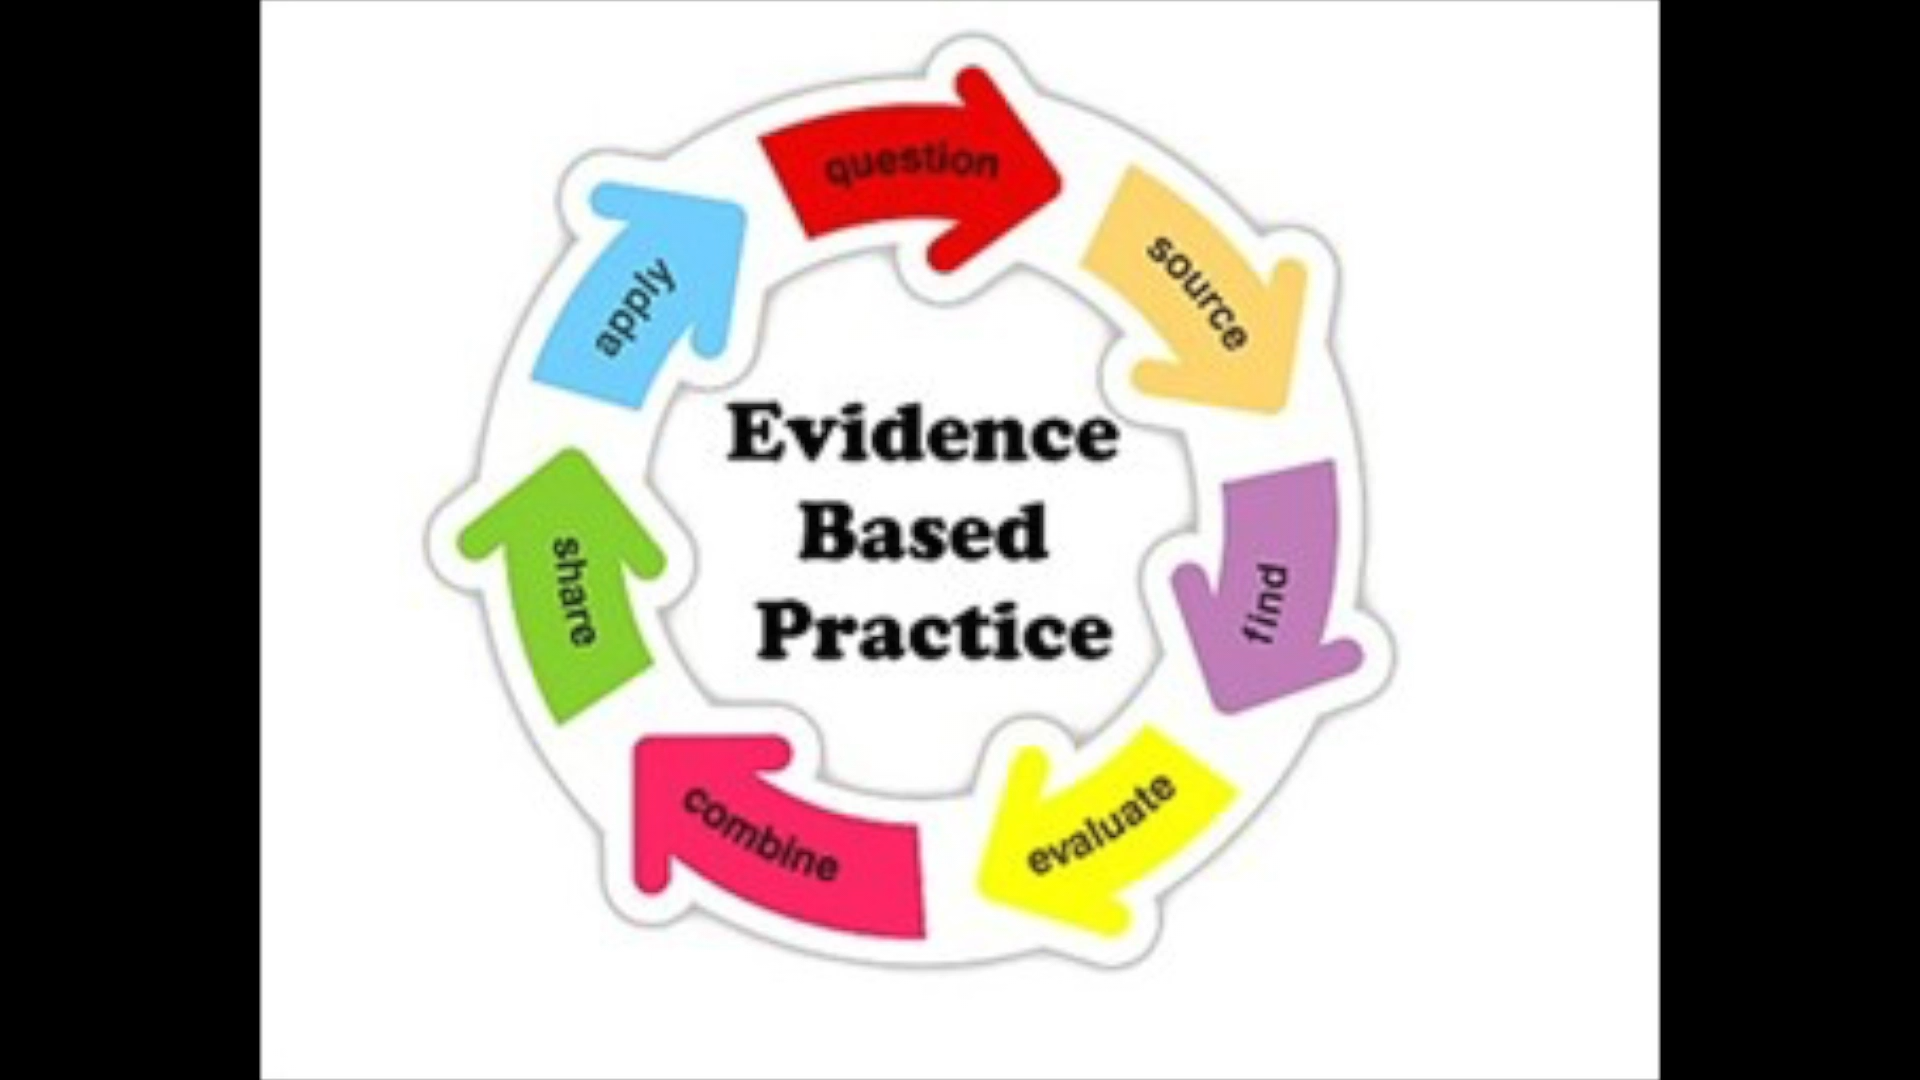 question
source
find
evaluate
combine
share
apply
Evidence
Based
Practice